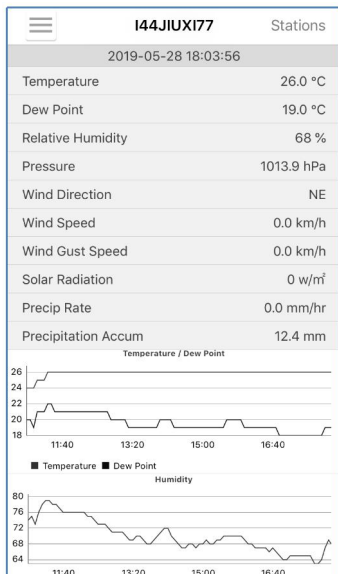 I44JIUXI77 Stations
2019-05-28 18:03:56
Temperature 26.0 °C
Dew Point 19.0 °C
Relative Humidity 68 %
Pressure 1013.9 hPa
Wind Direction NE
Wind Speed 0.0 km/h
Wind Gust Speed 0.0 km/h
Solar Radiation 0 w/m²
Precip Rate 0.0 mm/hr
Precipitation Accum 12.4 mm
Temperature / Dew Point
26
24
22
20
18
11:40 13:20 15:00 16:40
Temperature Dew Point
Humidity
80
76
72
68
64
11:40 13:20 15:00 16:40